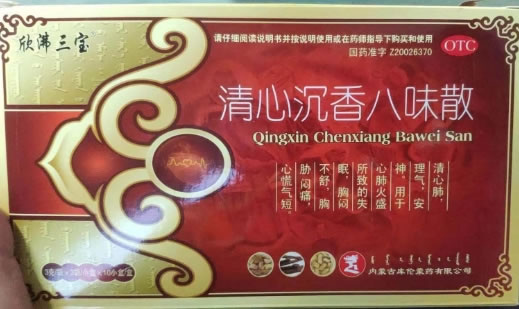 欣沸三宝
请仔细阅读说明书并按说明使用或在药师指导下购买和使用
国药准字 Z20026370
OTC
清心沉香八味散
Qingxin Chenxiang Bawei San
清心肺,
理气,安
神。用于
心肺火盛
所致的失
眠,胸闷
不舒,胸
胁闷痛,
心慌气短。
内蒙古库伦蒙药有限公司